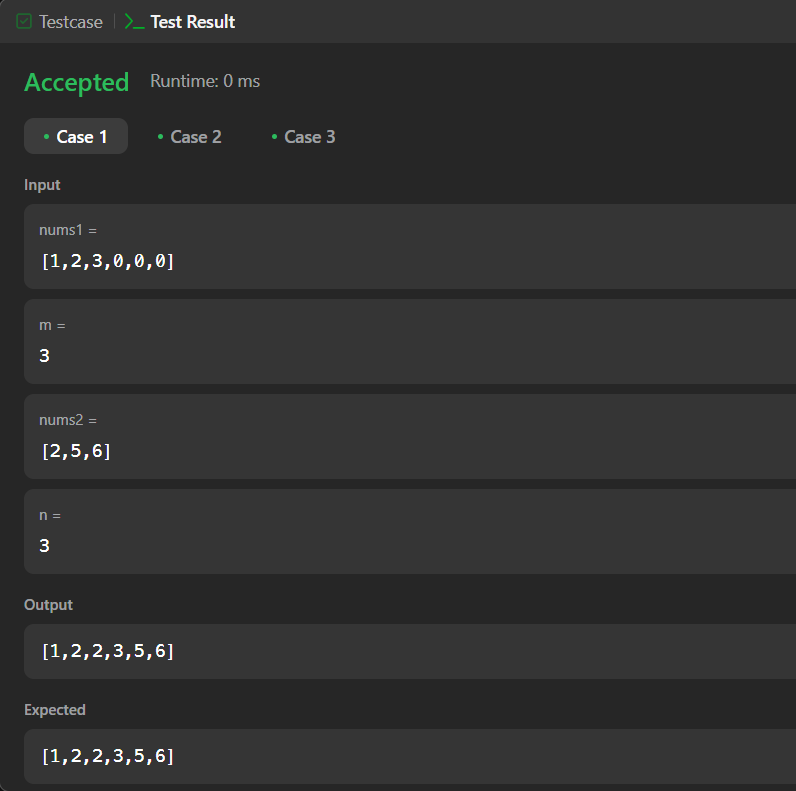 Testcase | >_ Test Result
Accepted Runtime: 0 ms
• Case 1 • Case 2 • Case 3
Input
nums1 =
[1,2,3,0,0,0]
m =
3
nums2 =
[2,5,6]
n =
3
Output
[1,2,2,3,5,6]
Expected
[1,2,2,3,5,6]